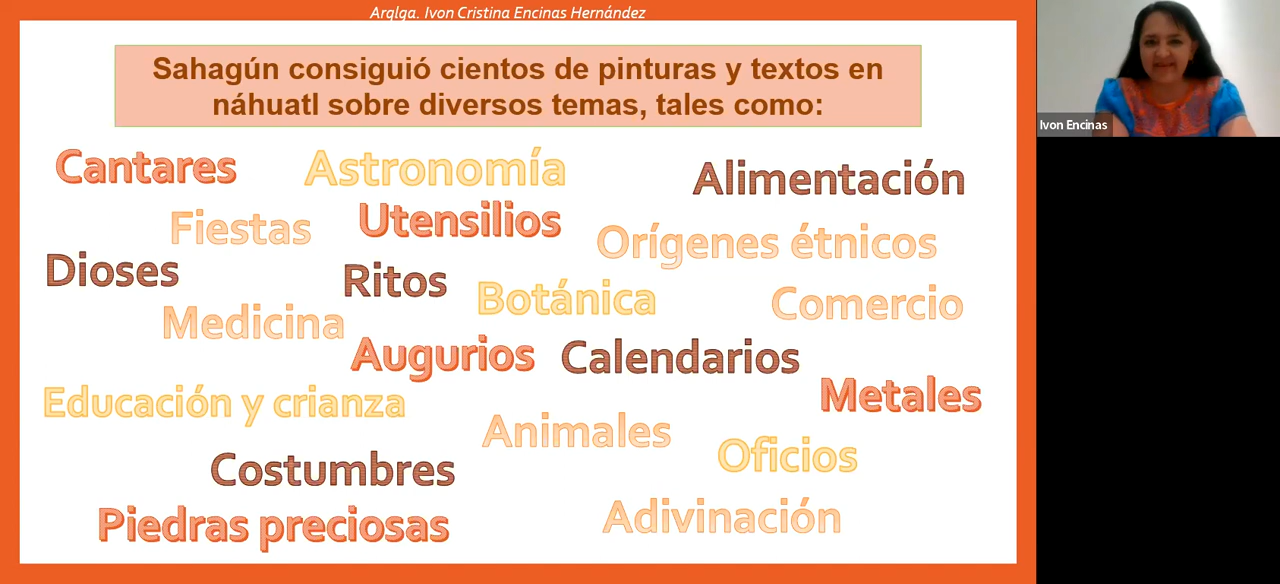 Arqlga. Ivon Cristina Encinas Hernández
Sahagún consiguió cientos de pinturas y textos en
náhuatl sobre diversos temas, tales como:
Cantares
Astronomía
Alimentación
Fiestas
Utensilios
Orígenes étnicos
Dioses
Ritos
Botánica
Comercio
Medicina
Augurios
Calendarios
Metales
Educación y crianza
Animales
Oficios
Costumbres
Piedras preciosas
Adivinación
Ivon Encinas